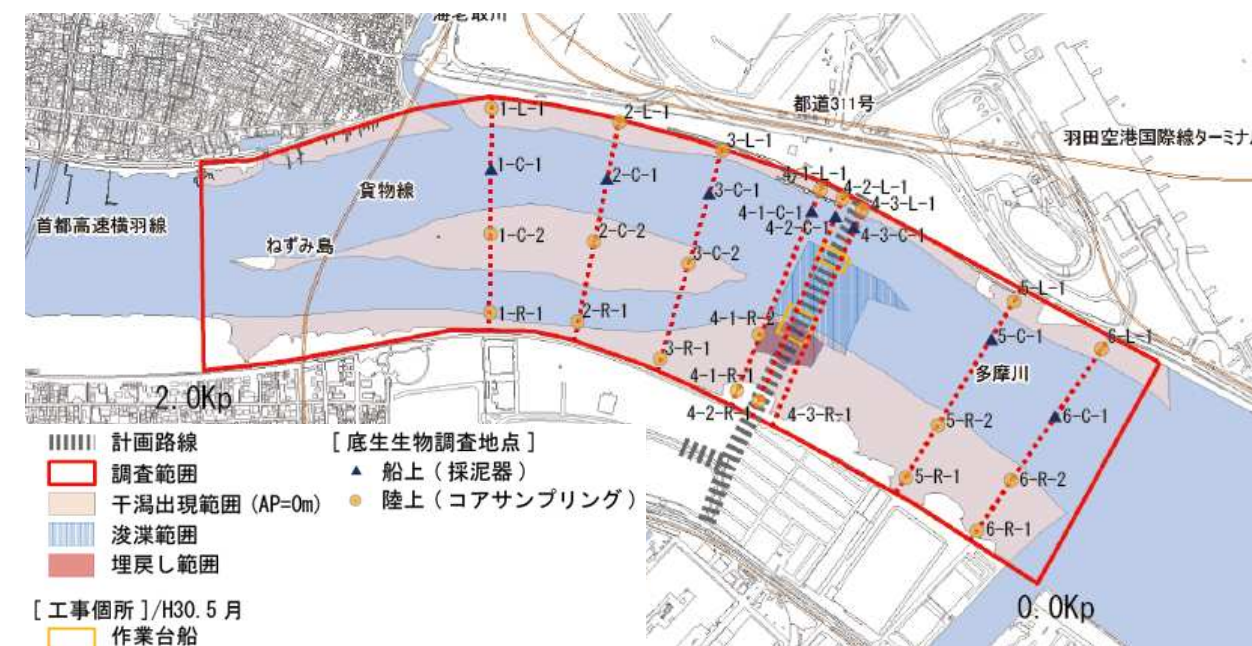 海老取川
都道311号
羽田空港国際線ターミナ
首都高速横羽線
貨物線
ねずみ島
多摩川
1-L-1
2-L-1
3-L-1
4-1-L-1
4-2-L-1
4-3-L-1
5-L-1
6-L-1
1-C-1
2-C-1
3-C-1
4-1-C-1
4-2-C-1
4-3-C-1
5-C-1
6-C-1
1-C-2
2-C-2
3-C-2
1-R-1
2-R-1
3-R-1
4-1-R-2
4-1-R-1
4-2-R-1
4-3-R-1
5-R-2
5-R-1
6-R-2
6-R-1
2.0Kp
0.0Kp
計画路線
調査範囲
干潟出現範囲 (AP=0m)
浚渫範囲
埋戻し範囲
[ 底生生物調査地点 ]
船上 ( 採泥器 )
陸上 ( コアサンプリング )
[ 工事個所 ]/H30.5月
作業台船